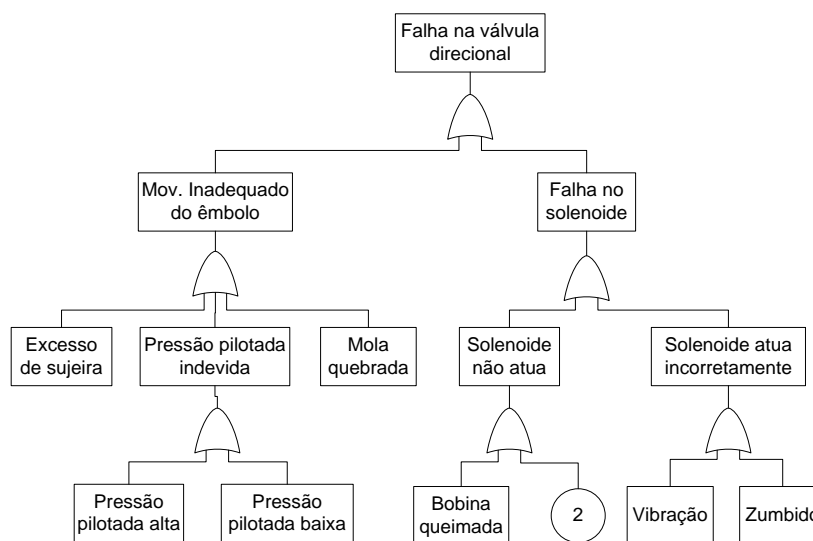 Falha na válvula
direcional
Mov. Inadequado
do êmbolo
Falha no
solenoide
Excesso
de sujeira
Pressão pilotada
indevida
Mola
quebrada
Solenoide
não atua
Solenoide atua
incorretamente
Pressão
pilotada alta
Pressão
pilotada baixa
Bobina
queimada
2
Vibração
Zumbido